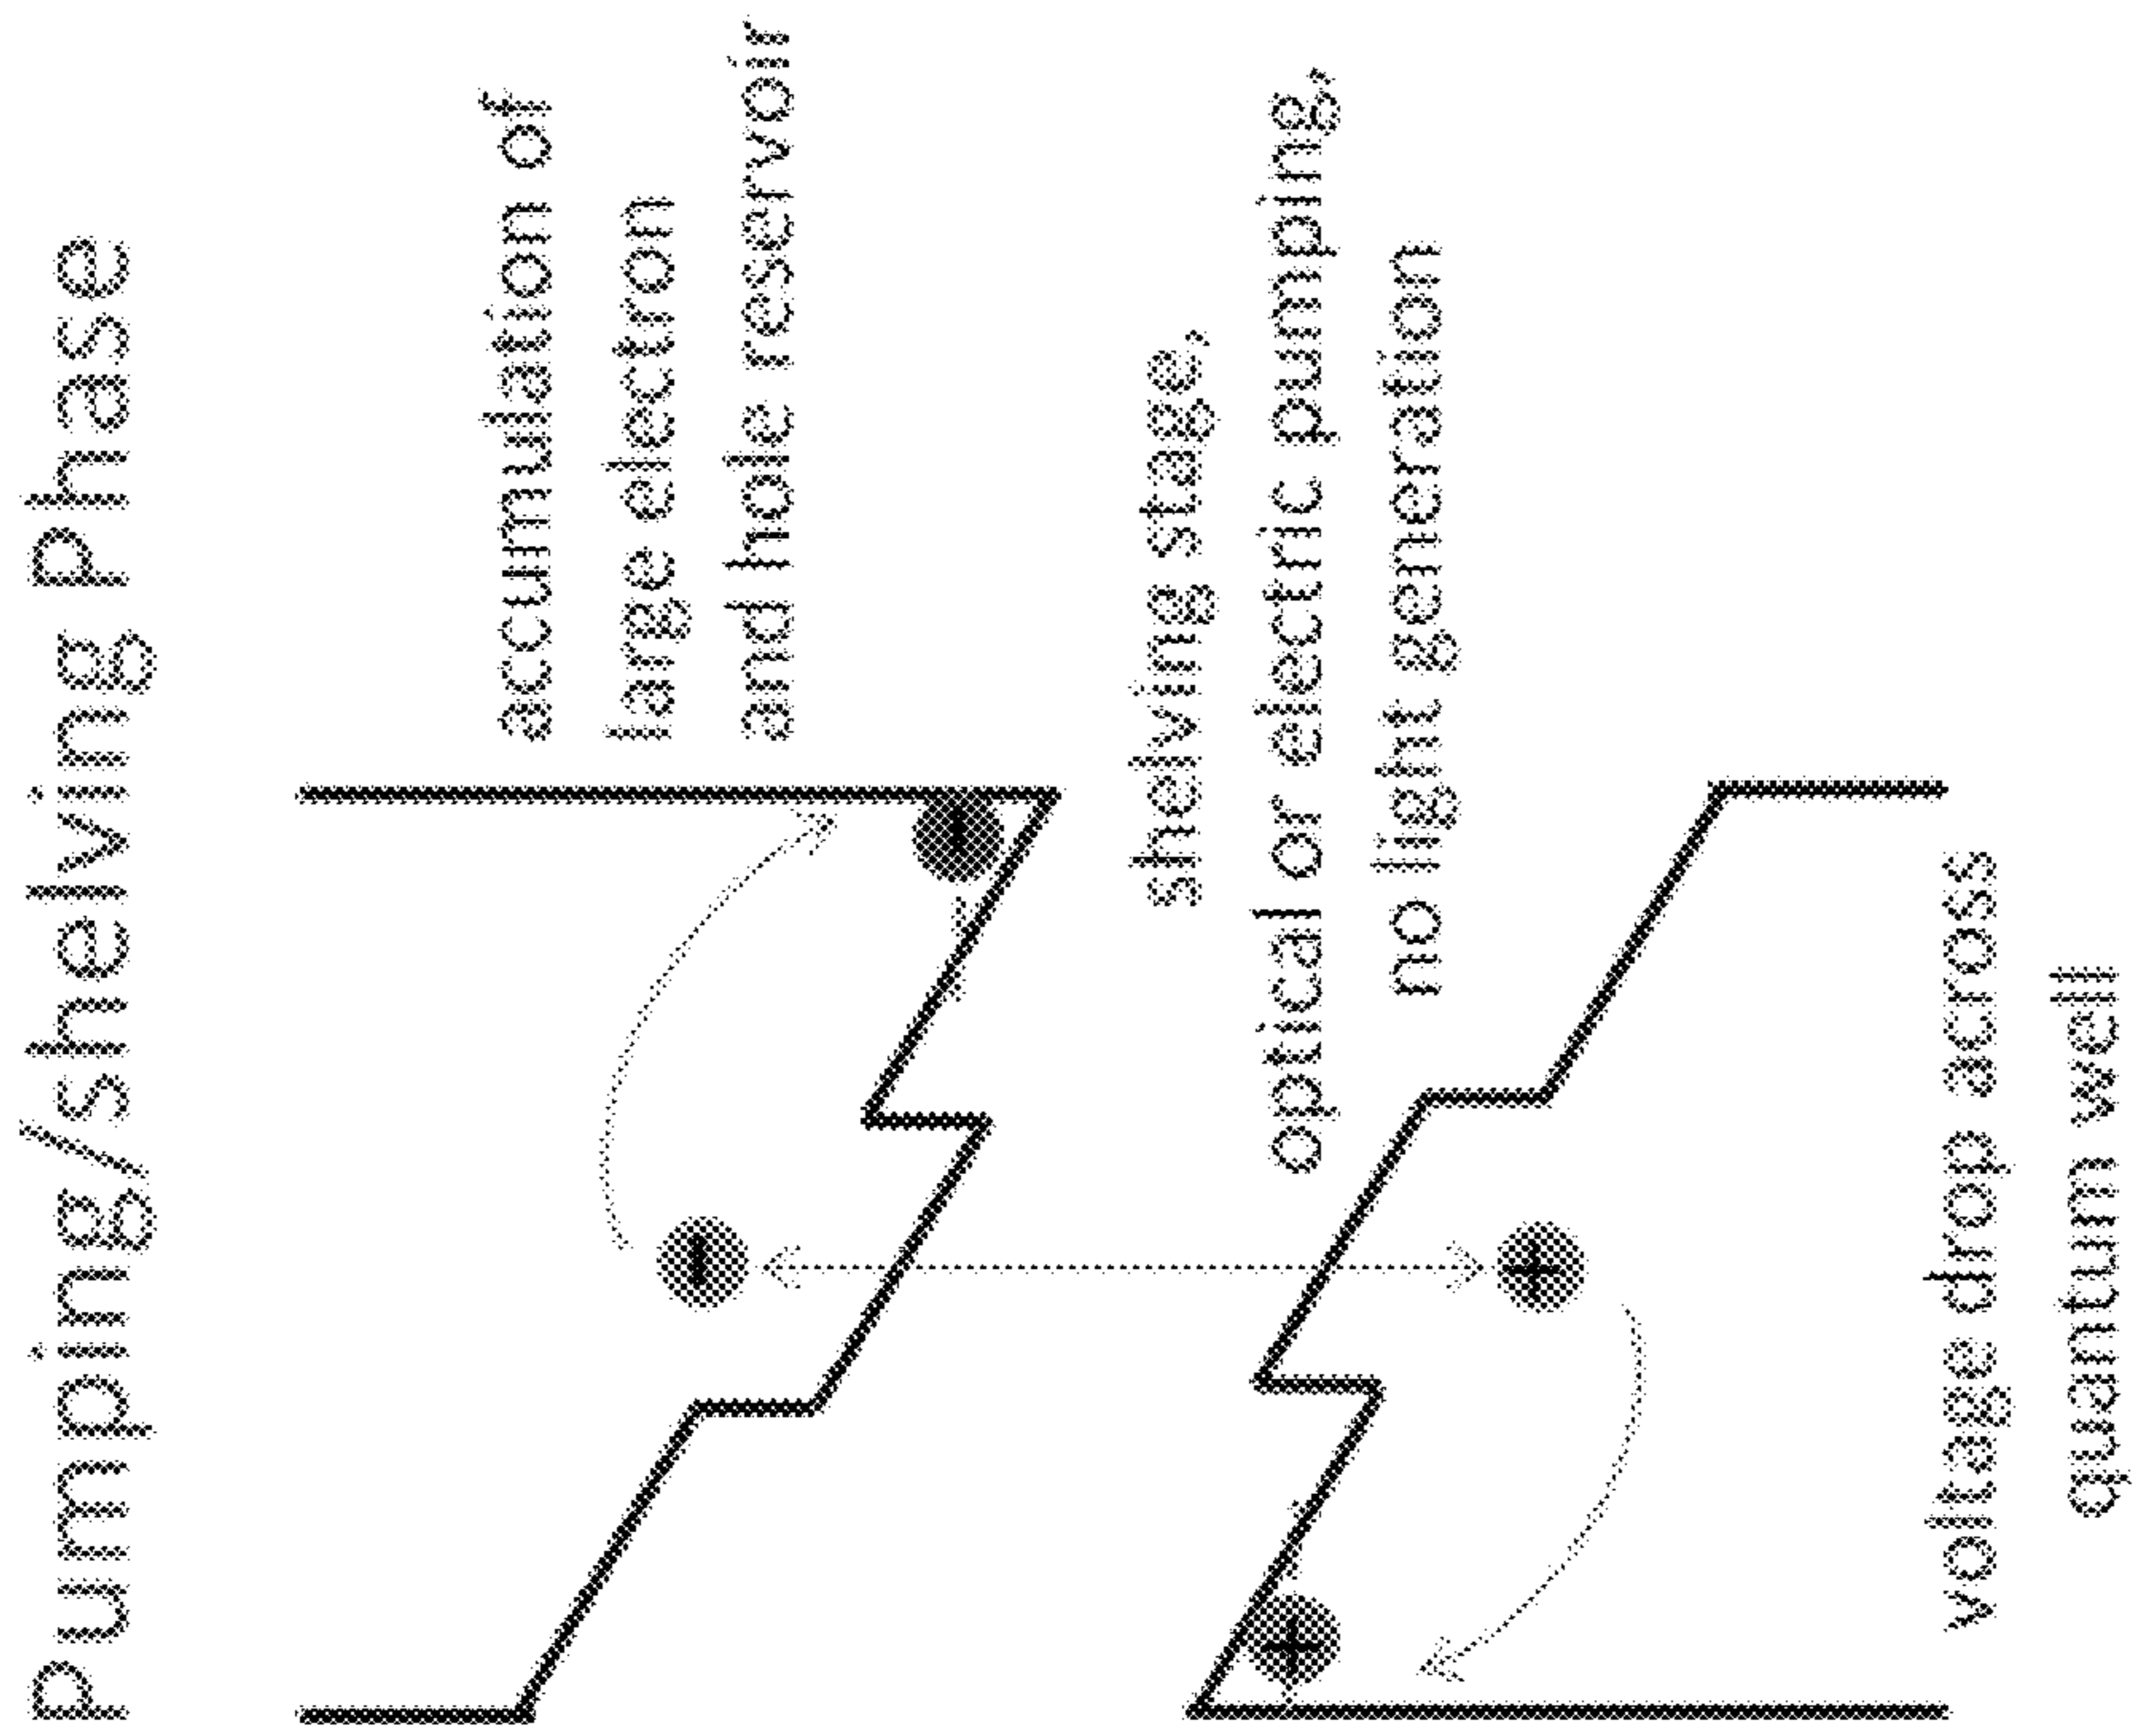 Pumping/shelving Phase
accumulation of
large electron
and hole reservoir
shelving stage,
optical or electric pumping,
no light generation
voltage drop across
quantum well